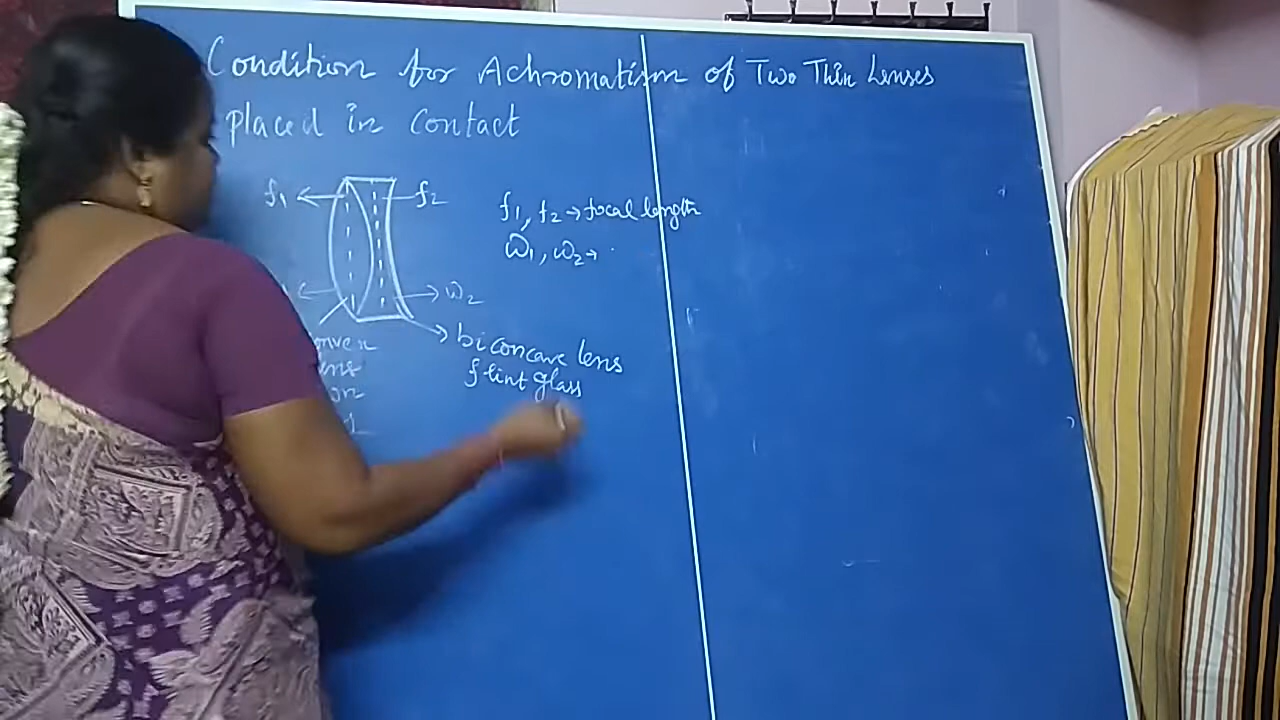 Condition for Achromatism of Two Thin Lenses
placed in contact
f1 f2
f1, f2 → focal length
ω1, ω2 →
ω2
biconcave lens
flint glass